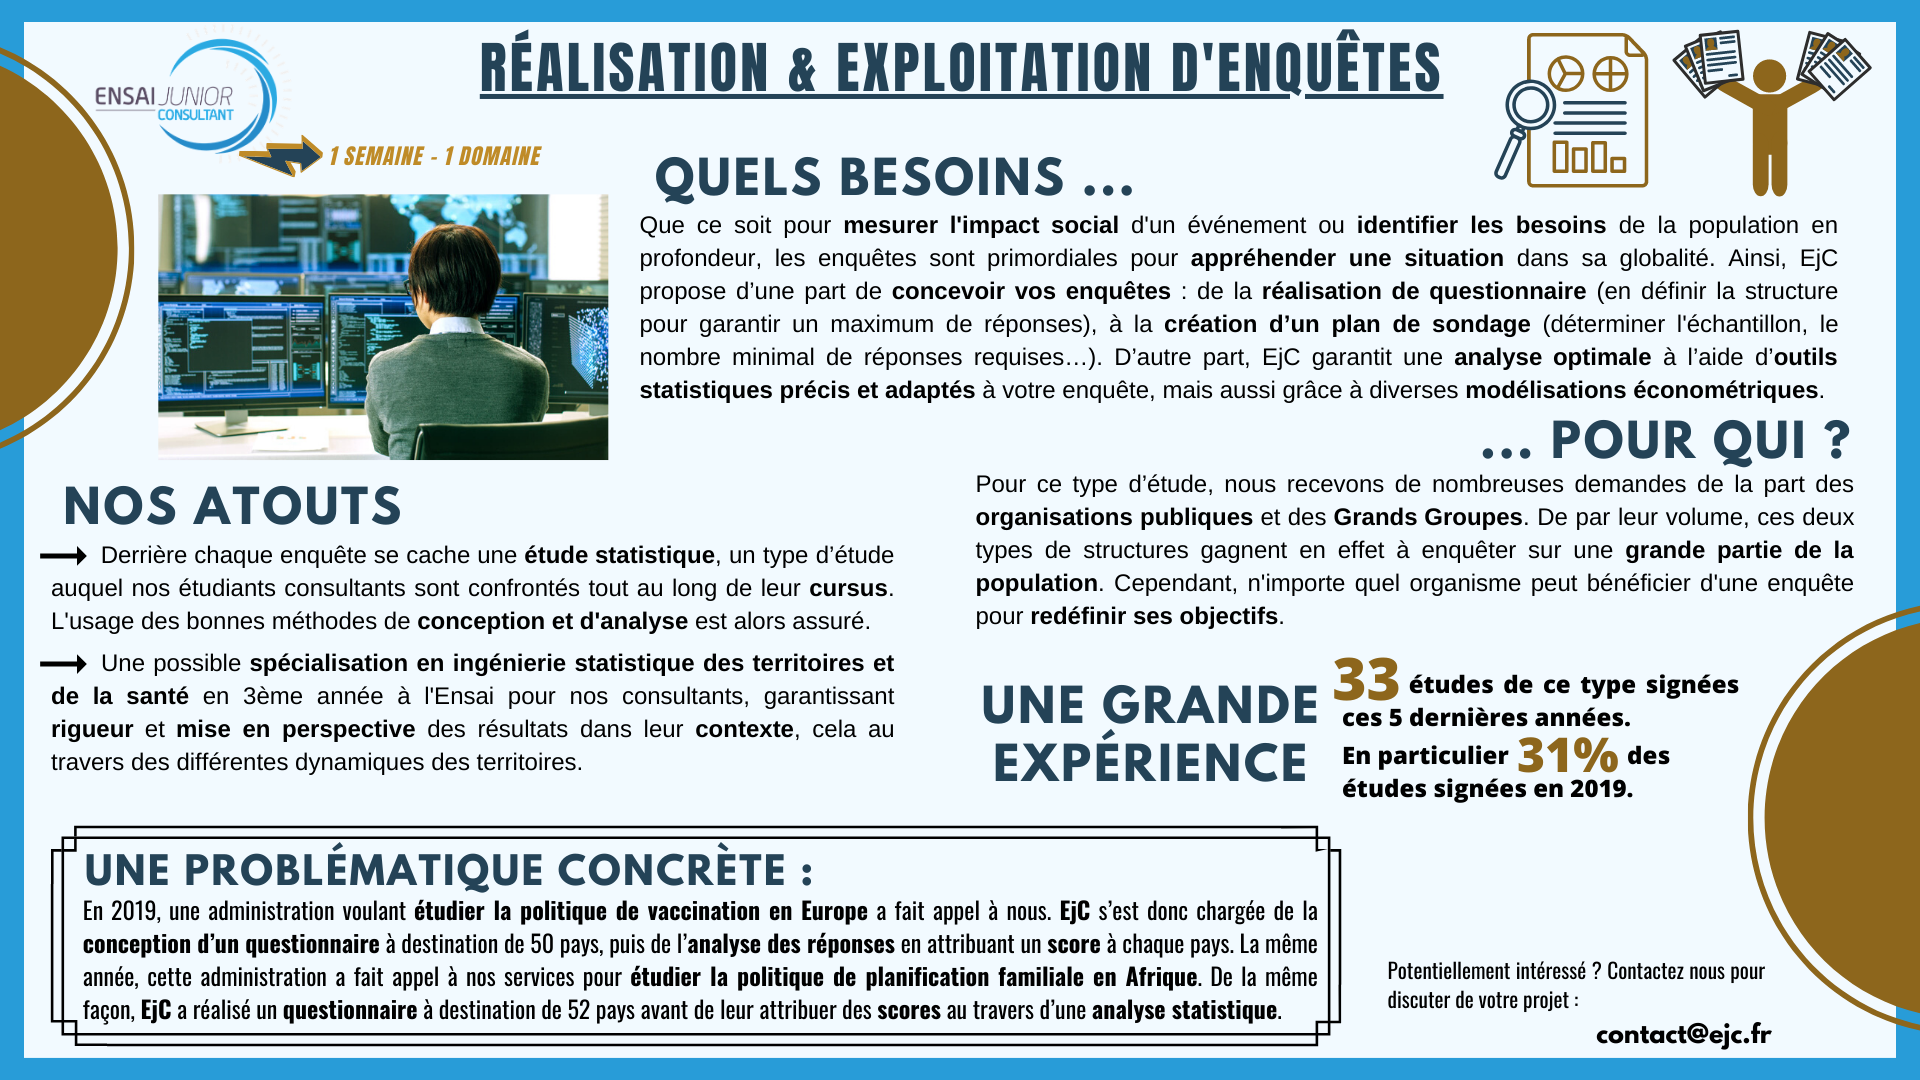 RÉALISATION & EXPLOITATION D'ENQUÊTES
ENSAI JUNIOR
CONSULTANT
1 SEMAINE - 1 DOMAINE
QUELS BESOINS ...
Que ce soit pour mesurer l'impact social d'un événement ou identifier les besoins de la population en
profondeur, les enquêtes sont primordiales pour appréhender une situation dans sa globalité. Ainsi, EjC
propose d’une part de concevoir vos enquêtes : de la réalisation de questionnaire (en définir la structure
pour garantir un maximum de réponses), à la création d’un plan de sondage (déterminer l'échantillon, le
nombre minimal de réponses requises…). D’autre part, EjC garantit une analyse optimale à l’aide d’outils
statistiques précis et adaptés à votre enquête, mais aussi grâce à diverses modélisations économétriques.
... POUR QUI ?
Pour ce type d’étude, nous recevons de nombreuses demandes de la part des
organisations publiques et des Grands Groupes. De par leur volume, ces deux
types de structures gagnent en effet à enquêter sur une grande partie de la
population. Cependant, n'importe quel organisme peut bénéficier d'une enquête
pour redéfinir ses objectifs.
NOS ATOUTS
Derrière chaque enquête se cache une étude statistique, un type d’étude
auquel nos étudiants consultants sont confrontés tout au long de leur cursus.
L'usage des bonnes méthodes de conception et d'analyse est alors assuré.
Une possible spécialisation en ingénierie statistique des territoires et
de la santé en 3ème année à l'Ensai pour nos consultants, garantissant
rigueur et mise en perspective des résultats dans leur contexte, cela au
travers des différentes dynamiques des territoires.
UNE GRANDE
EXPÉRIENCE
33 études de ce type signées
ces 5 dernières années.
En particulier 31% des
études signées en 2019.
UNE PROBLÉMATIQUE CONCRÈTE :
En 2019, une administration voulant étudier la politique de vaccination en Europe a fait appel à nous. EjC s’est donc chargée de la
conception d’un questionnaire à destination de 50 pays, puis de l’analyse des réponses en attribuant un score à chaque pays. La même
année, cette administration a fait appel à nos services pour étudier la politique de planification familiale en Afrique. De la même
façon, EjC a réalisé un questionnaire à destination de 52 pays avant de leur attribuer des scores au travers d’une analyse statistique.
Potentiellement intéressé ? Contactez nous pour
discuter de votre projet :
contact@ejc.fr